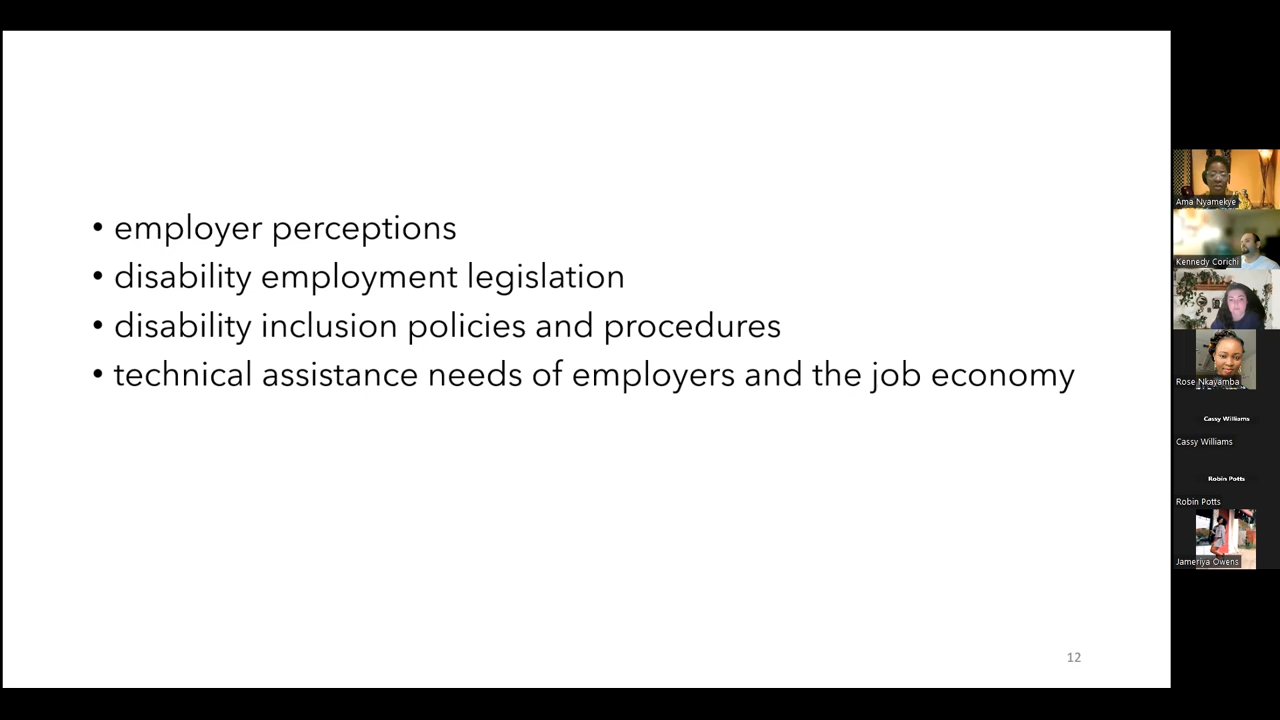 • employer perceptions
• disability employment legislation
• disability inclusion policies and procedures
• technical assistance needs of employers and the job economy
12
Ama Nyamekye
Kennedy Corichi
Rose Nkayamba
Cassy Williams
Cassy Williams
Robin Potts
Robin Potts
Jameriya Owens